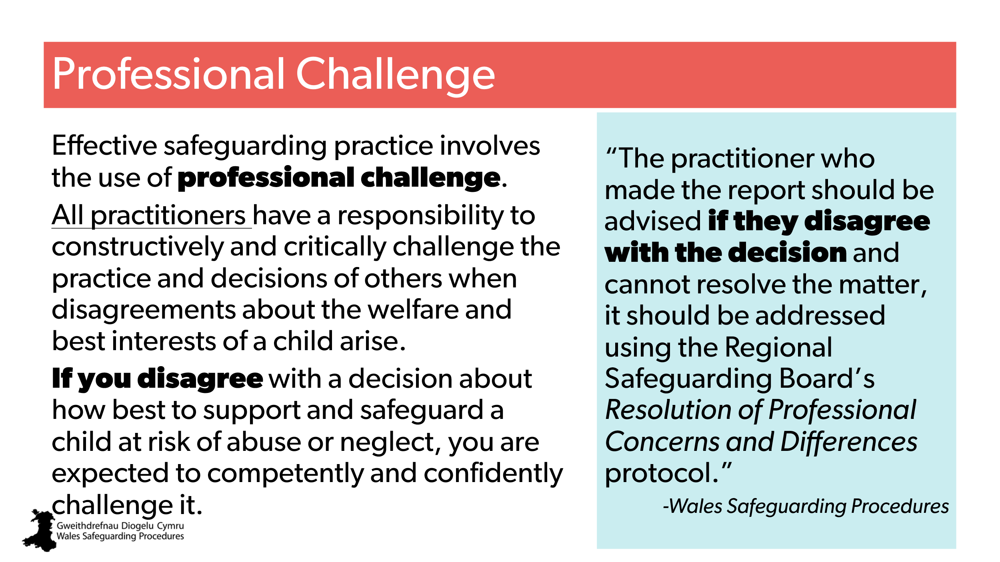 Professional Challenge
Effective safeguarding practice involves
the use of professional challenge.
All practitioners have a responsibility to
constructively and critically challenge the
practice and decisions of others when
disagreements about the welfare and
best interests of a child arise.
If you disagree with a decision about
how best to support and safeguard a
child at risk of abuse or neglect, you are
expected to competently and confidently
challenge it.
“The practitioner who
made the report should be
advised if they disagree
with the decision and
cannot resolve the matter,
it should be addressed
using the Regional
Safeguarding Board’s
Resolution of Professional
Concerns and Differences
protocol.”
-Wales Safeguarding Procedures
Gweithdrefnau Diogelu Cymru
Wales Safeguarding Procedures